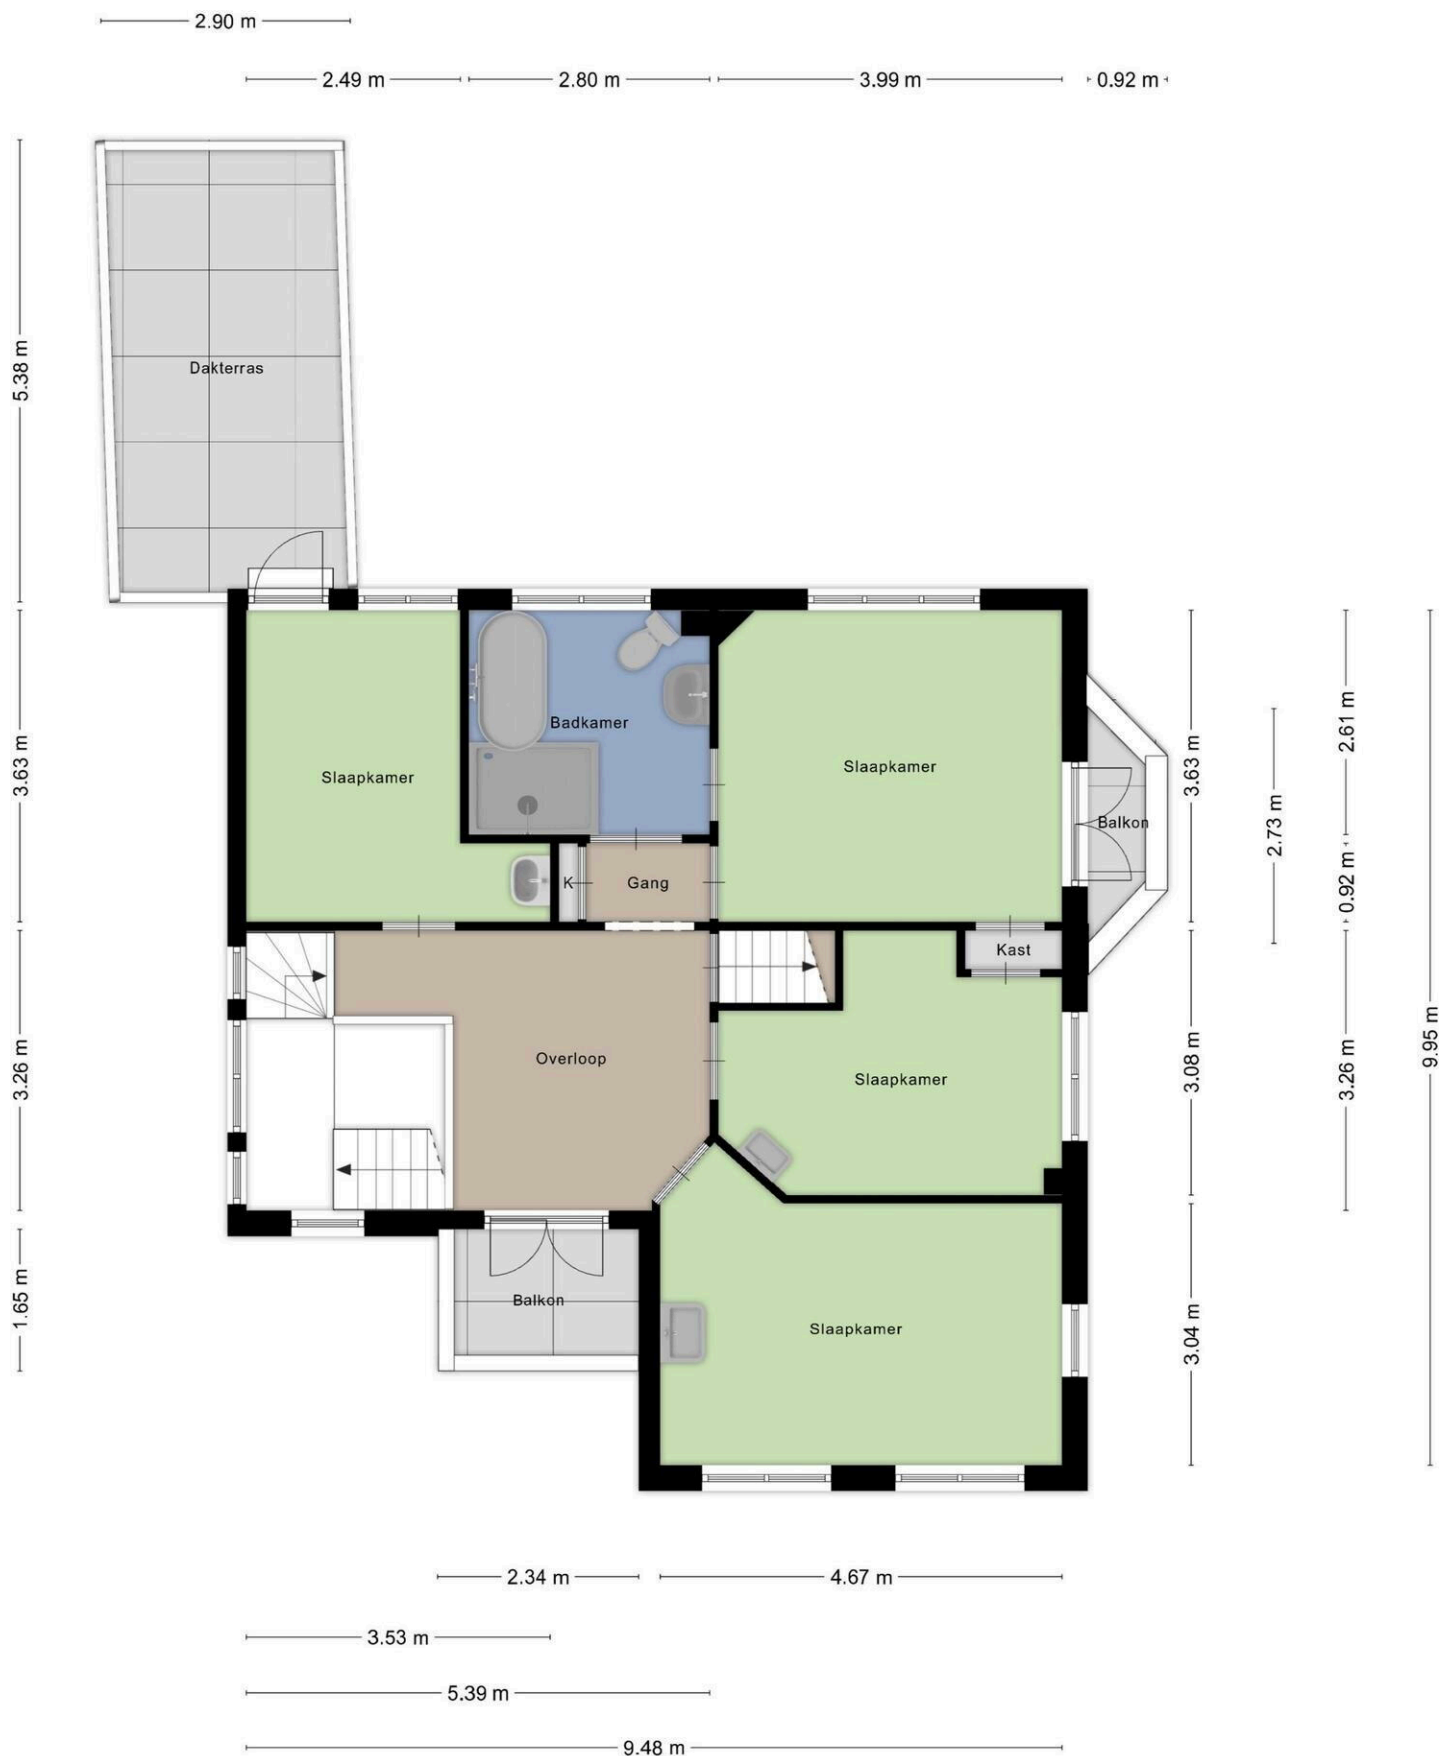 2.90 m
2.49 m
2.80 m
3.99 m
0.92 m
5.38 m
Dakterras
3.63 m
Slaapkamer
Badkamer
Slaapkamer
Balkon
3.63 m
2.73 m
2.61 m
0.92 m
K
Gang
Kast
3.26 m
Overloop
Slaapkamer
3.08 m
3.26 m
9.95 m
1.65 m
Balkon
Slaapkamer
3.04 m
2.34 m
4.67 m
3.53 m
5.39 m
9.48 m